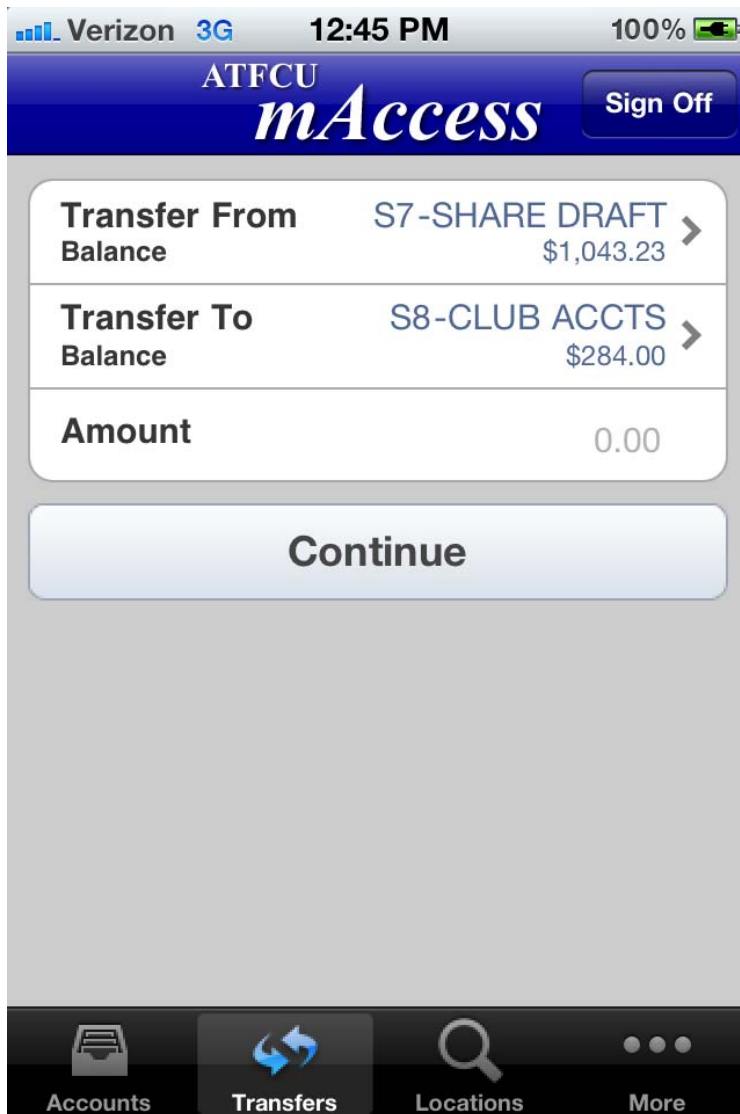 Verizon 3G 12:45 PM 100%
ATFCU
mAccess
Sign Off
Transfer From S7-SHARE DRAFT
Balance $1,043.23
Transfer To S8-CLUB ACCTS
Balance $284.00
Amount 0.00
Continue
Accounts Transfers Locations More